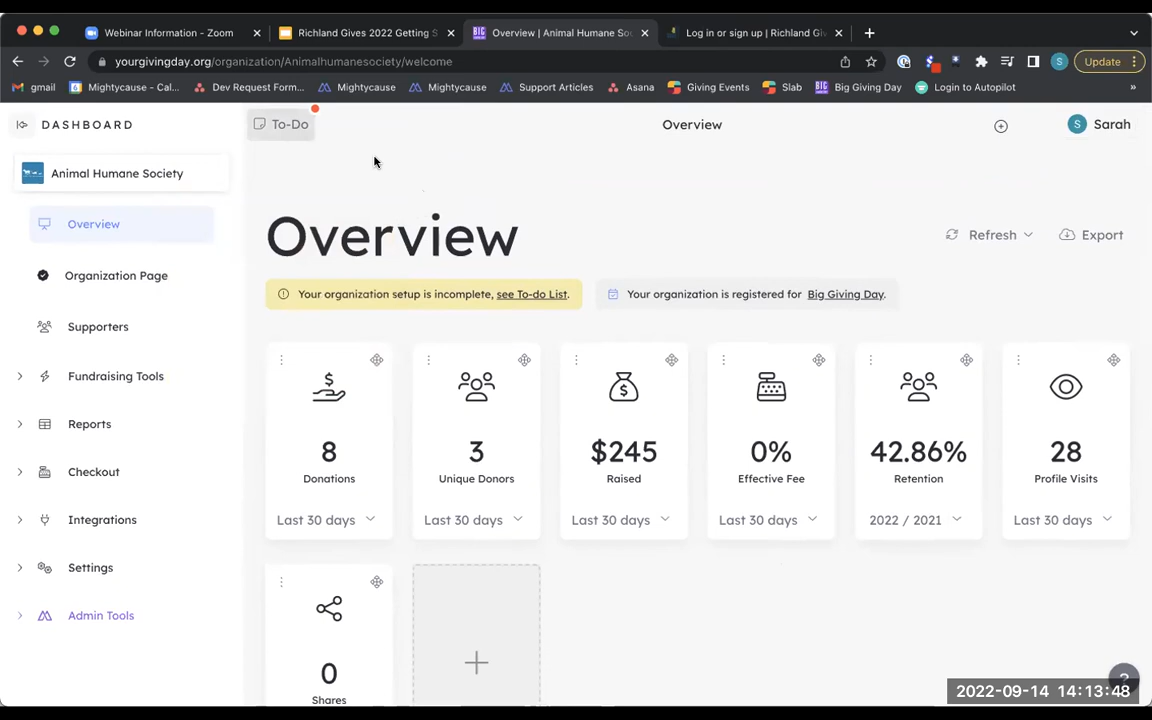 Webinar Information - Zoom
Richland Gives 2022 Getting S
Overview | Animal Humane Soc
Log in or sign up | Richland Giv
yourgivingday.org/organization/Animalhumanesociety/welcome
S
Update
gmail
Mightycause - Cal...
Dev Request Form...
Mightycause
Mightycause
Support Articles
Asana
Giving Events
Slab
BIG
Big Giving Day
Login to Autopilot
»
DASHBOARD
To-Do
Overview
S
Sarah
Animal Humane Society
Overview
Organization Page
Supporters
Fundraising Tools
Reports
Checkout
Integrations
Settings
Admin Tools
Overview
Refresh
Export
Your organization setup is incomplete, see To-do List.
Your organization is registered for Big Giving Day.
8
Donations
Last 30 days
3
Unique Donors
Last 30 days
$245
Raised
Last 30 days
0%
Effective Fee
Last 30 days
42.86%
Retention
2022 / 2021
28
Profile Visits
Last 30 days
0
Shares
?
2022-09-14 14:13:48